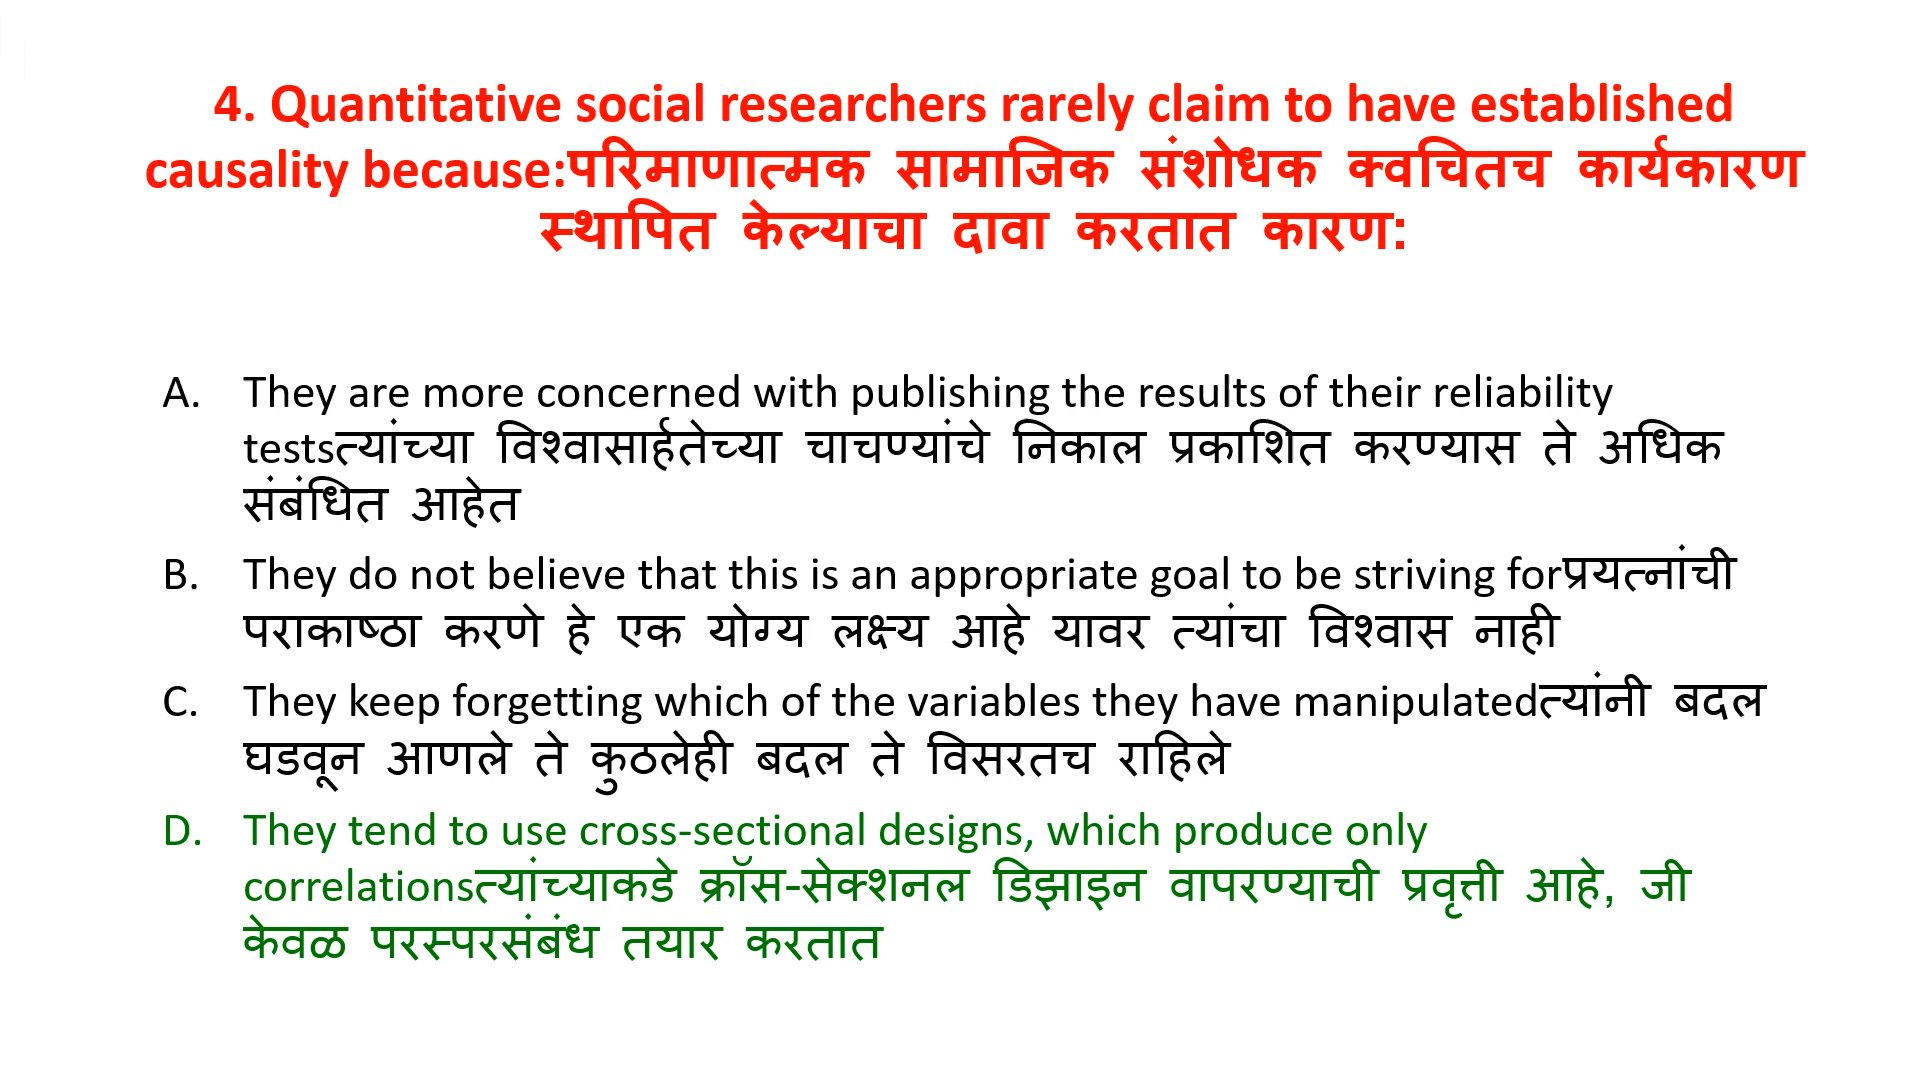 4. Quantitative social researchers rarely claim to have established
causality because:परिमाणात्मक सामाजिक संशोधक क्वचितच कार्यकारण
स्थापित केल्याचा दावा करतात कारण:
A. They are more concerned with publishing the results of their reliability
testsत्यांच्या विश्वासार्हतेच्या चाचण्यांचे निकाल प्रकाशित करण्यास ते अधिक
संबंधित आहेत
B. They do not believe that this is an appropriate goal to be striving forप्रयत्नांची
पराकाष्ठा करणे हे एक योग्य लक्ष्य आहे यावर त्यांचा विश्वास नाही
C. They keep forgetting which of the variables they have manipulatedत्यांनी बदल
घडवून आणले ते कुठलेही बदल ते विसरतच राहिले
D. They tend to use cross-sectional designs, which produce only
correlationsत्यांच्याकडे क्रॉस-सेक्शनल डिझाइन वापरण्याची प्रवृत्ती आहे, जी
केवळ परस्परसंबंध तयार करतात